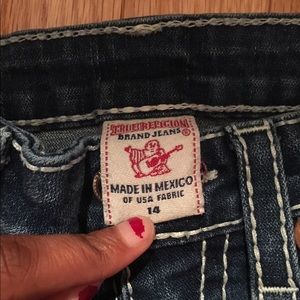 TRUE RELIGION
BRAND JEANS®
MADE IN MEXICO
OF USA FABRIC
14